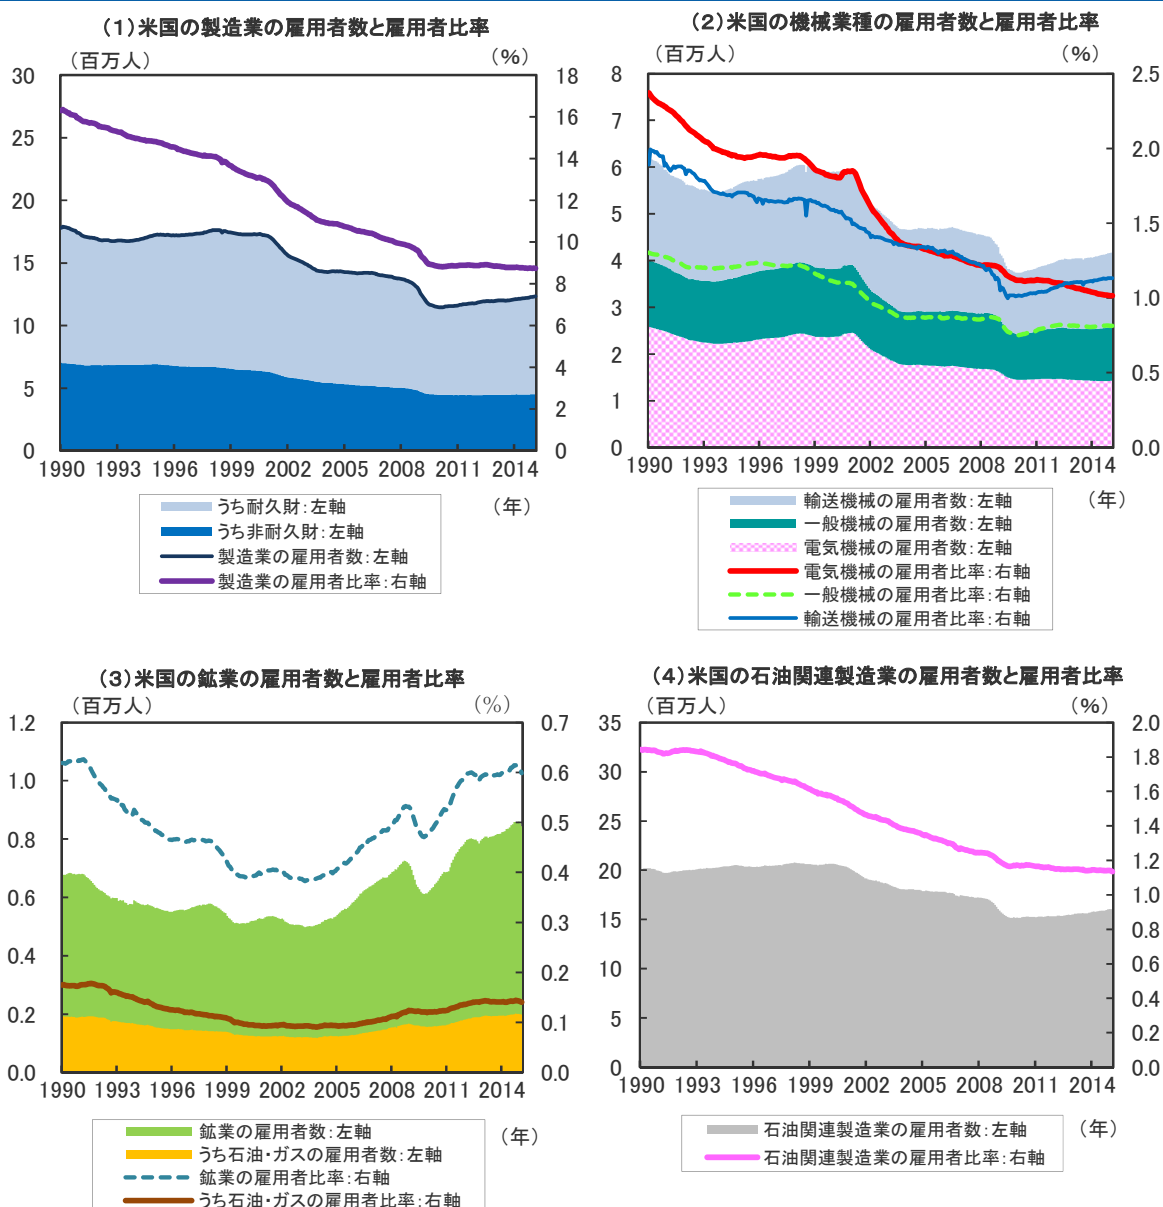 (1)米国の製造業の雇用者数と雇用者比率
(百万人)
(%)
30
25
20
15
10
5
0
18
16
14
12
10
8
6
4
2
0
1990 1993 1996 1999 2002 2005 2008 2011 2014
(年)
うち耐久財:左軸
うち非耐久財:左軸
製造業の雇用者数:左軸
製造業の雇用者比率:右軸
(2)米国の機械業種の雇用者数と雇用者比率
(百万人)
(%)
8
7
6
5
4
3
2
1
0
2.5
2.0
1.5
1.0
0.5
0.0
1990 1993 1996 1999 2002 2005 2008 2011 2014
(年)
輸送機械の雇用者数:左軸
一般機械の雇用者数:左軸
電気機械の雇用者数:左軸
電気機械の雇用者比率:右軸
一般機械の雇用者比率:右軸
輸送機械の雇用者比率:右軸
(3)米国の鉱業の雇用者数と雇用者比率
(百万人)
(%)
1.2
1.0
0.8
0.6
0.4
0.2
0.0
0.7
0.6
0.5
0.4
0.3
0.2
0.1
0.0
1990 1993 1996 1999 2002 2005 2008 2011 2014
(年)
鉱業の雇用者数:左軸
うち石油・ガスの雇用者数:左軸
鉱業の雇用者比率:右軸
うち石油・ガスの雇用者比率:右軸
(4)米国の石油関連製造業の雇用者数と雇用者比率
(百万人)
(%)
35
30
25
20
15
10
5
0
2.0
1.8
1.6
1.4
1.2
1.0
0.8
0.6
0.4
0.2
0.0
1990 1993 1996 1999 2002 2005 2008 2011 2014
(年)
石油関連製造業の雇用者数:左軸
石油関連製造業の雇用者比率:右軸